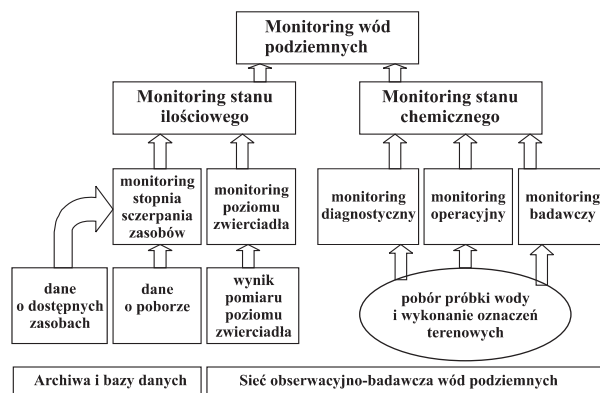 Monitoring wód
podziemnych
Monitoring stanu
ilościowego
Monitoring stanu
chemicznego
monitoring
stopnia
sczerpania
zasobów
monitoring
poziomu
zwierciadła
monitoring
diagnostyczny
monitoring
operacyjny
monitoring
badawczy
dane
o dostępnych
zasobach
dane
o poborze
wynik
pomiaru
poziomu
zwierciadła
pobór próbki wody
i wykonanie oznaczeń
terenowych
Archiwa i bazy danych
Sieć obserwacyjno-badawcza wód podziemnych